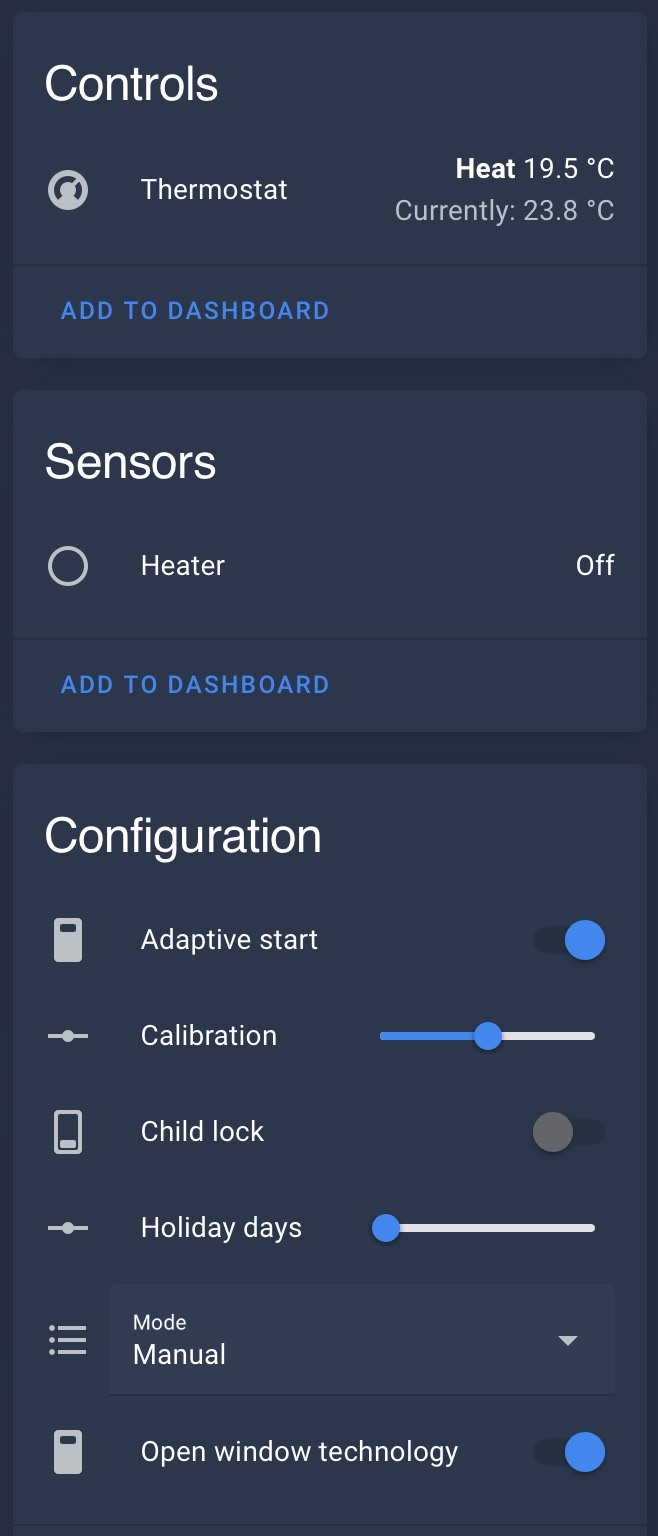 Controls
Thermostat
Heat 19.5 °C
Currently: 23.8 °C
ADD TO DASHBOARD
Sensors
Heater
Off
ADD TO DASHBOARD
Configuration
Adaptive start
Calibration
Child lock
Holiday days
Mode
Manual
Open window technology